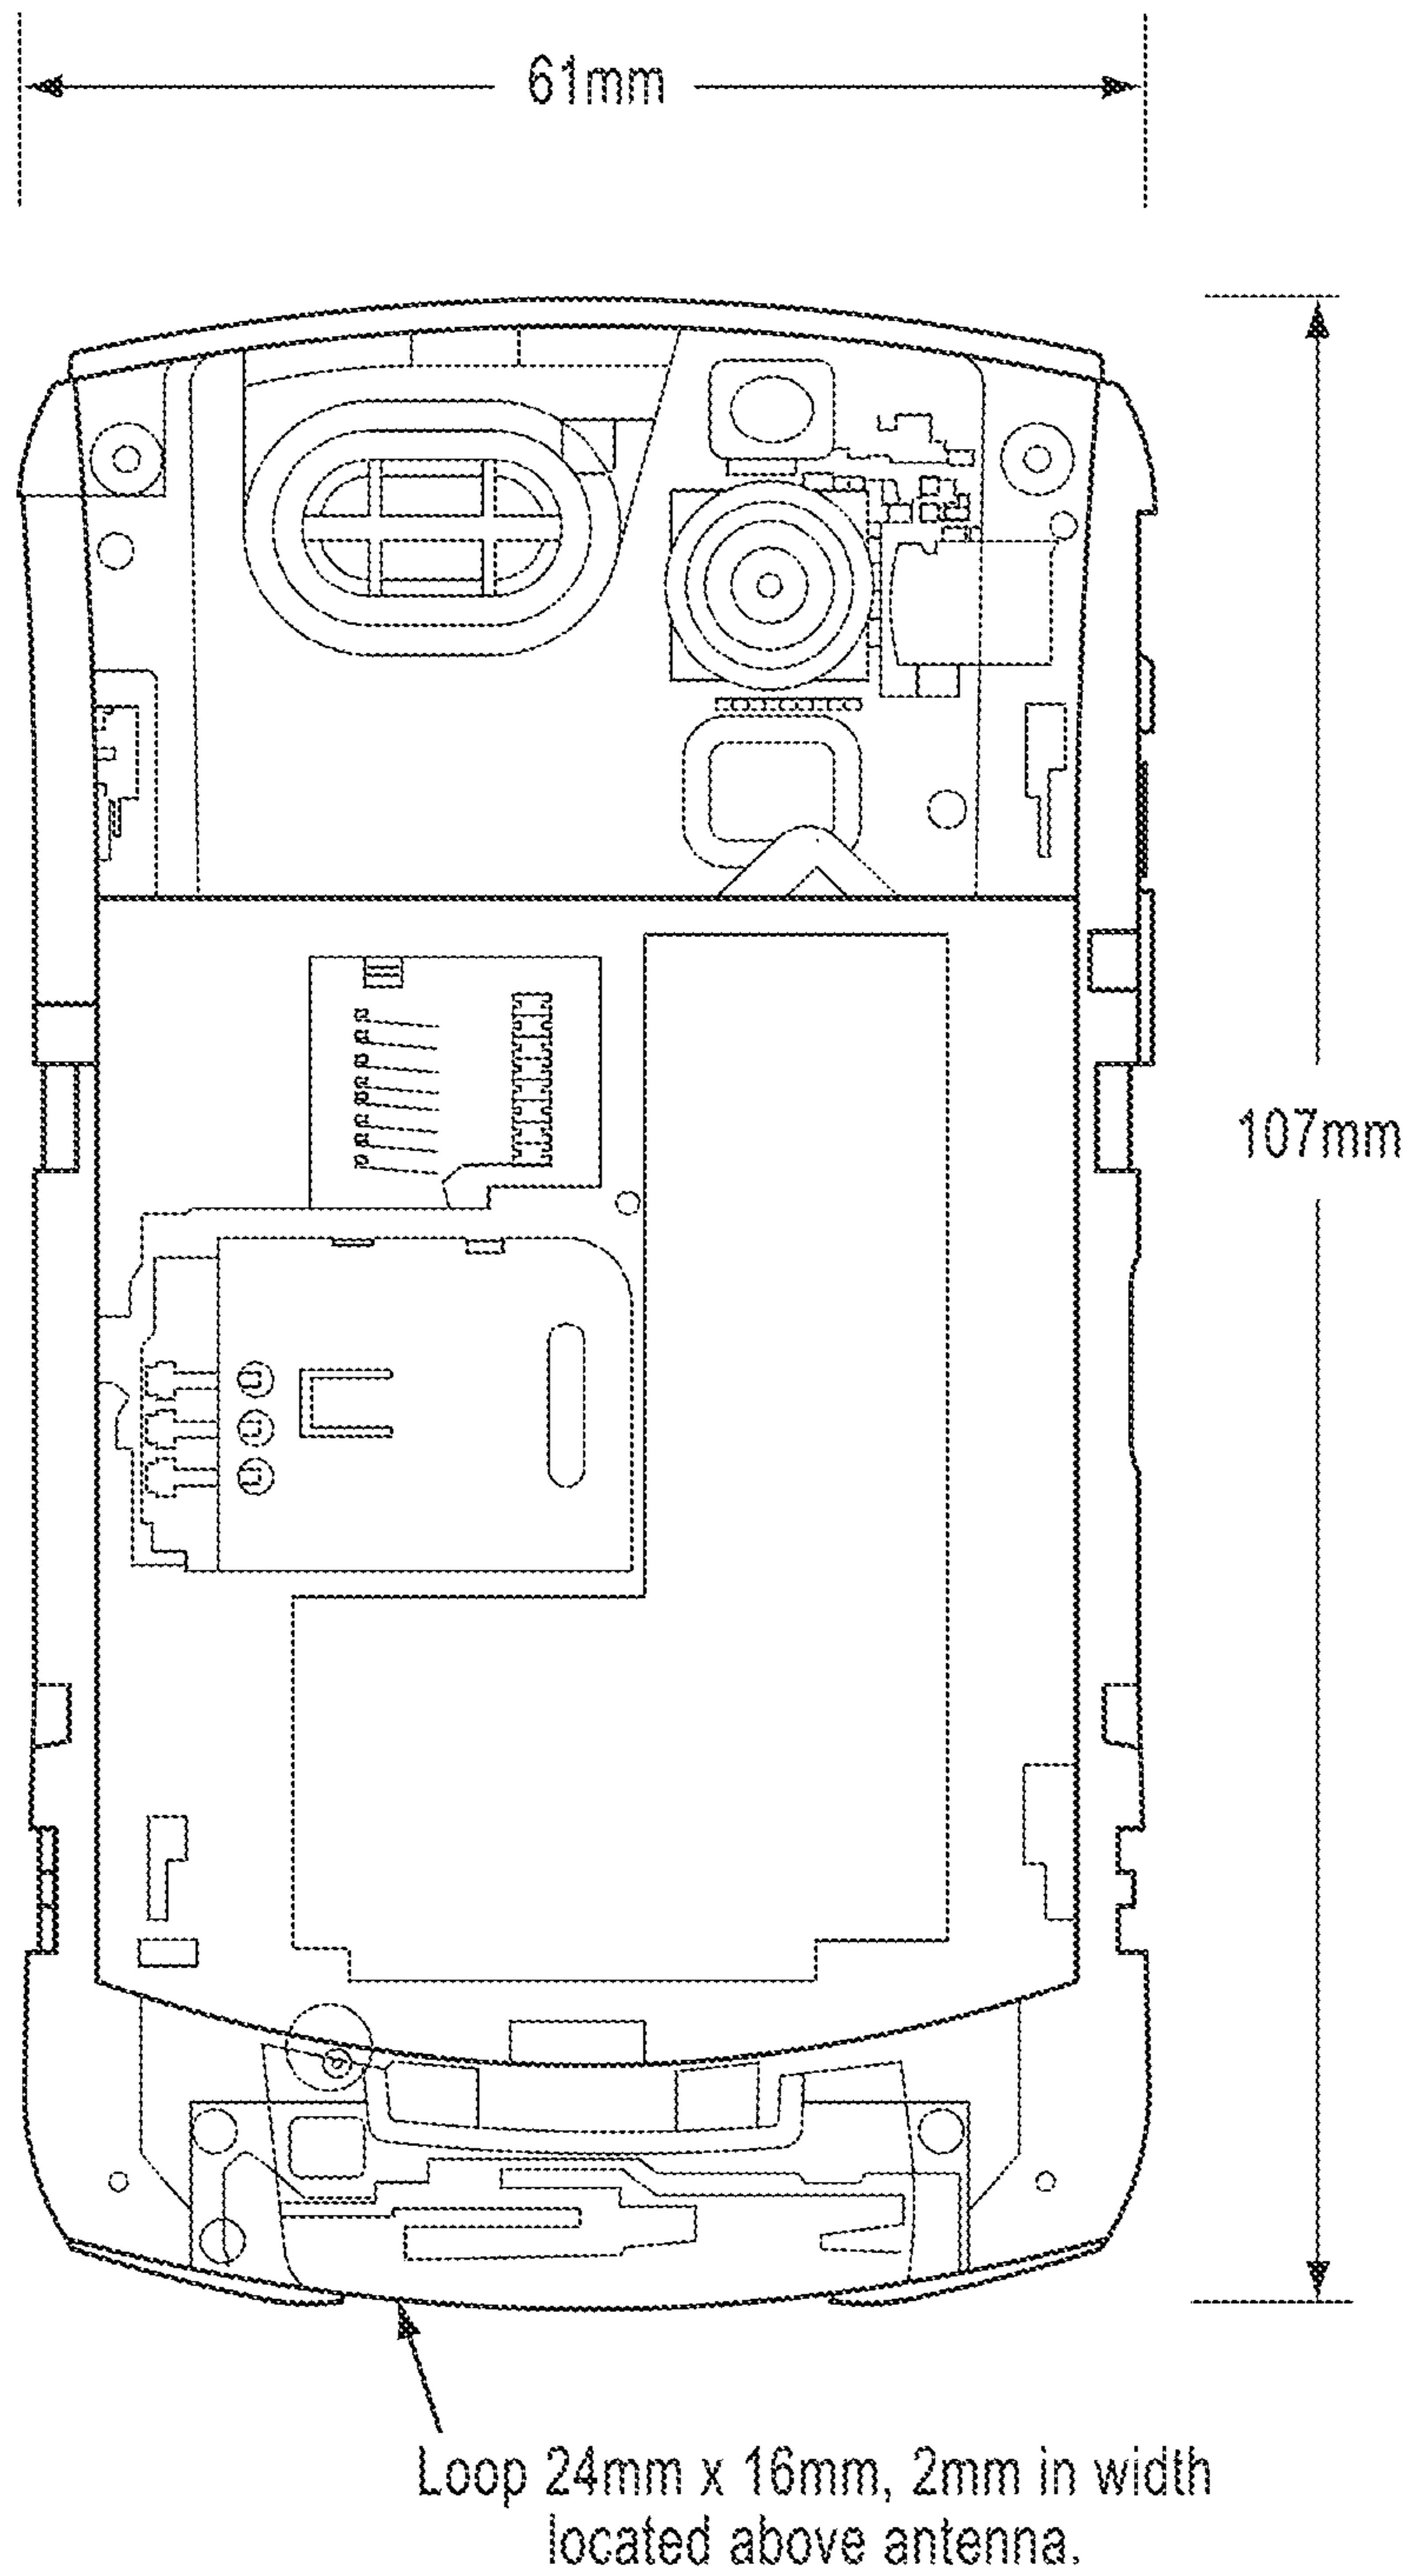 61mm
107mm
Loop 24mm x 16mm, 2mm in width
located above antenna.